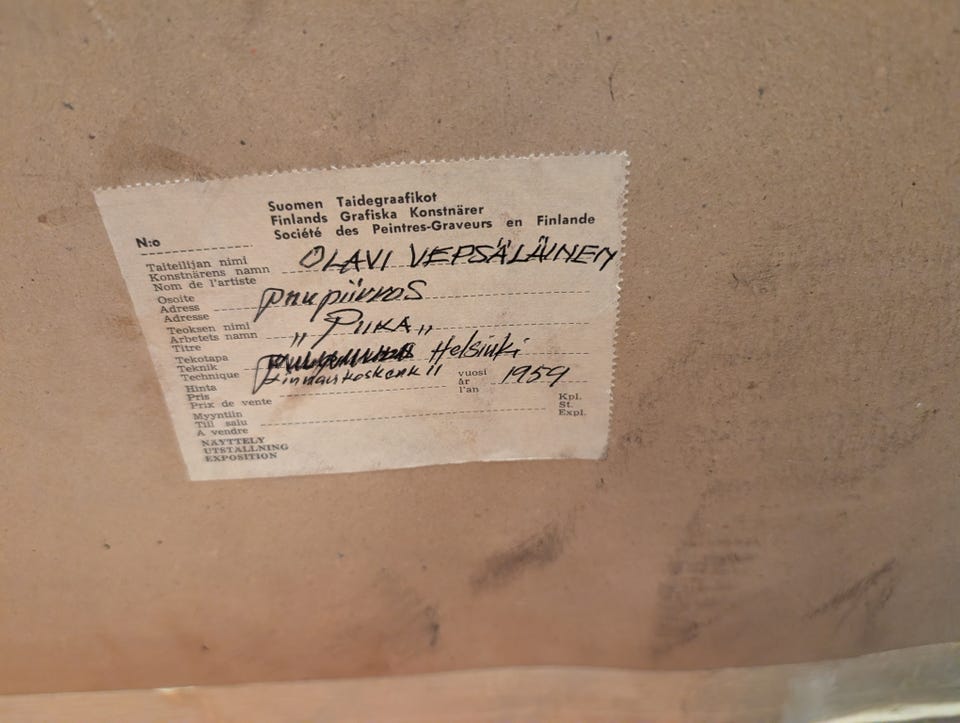 Suomen Taidegraafikot
Finlands Grafiska Konstnärer
Société des Peintres-Graveurs en Finlande
N:o
Taiteilijan nimi
Konstnärens namn
Nom de l'artiste
OLAVI VEPSÄLÄINEN
Osoite
Adress
Adresse
Teoksen nimi
Arbetets namn
Titre
„PIIKA„
Tekotapa
Teknik
Technique
Helsinki
Hinta
Pris
Prix de vente
vuosi
år
l'an
1959
Myyntiin
Till salu
A vendre
Kpl.
St.
Expl.
NÄYTTELY
UTSTÄLLNING
EXPOSITION